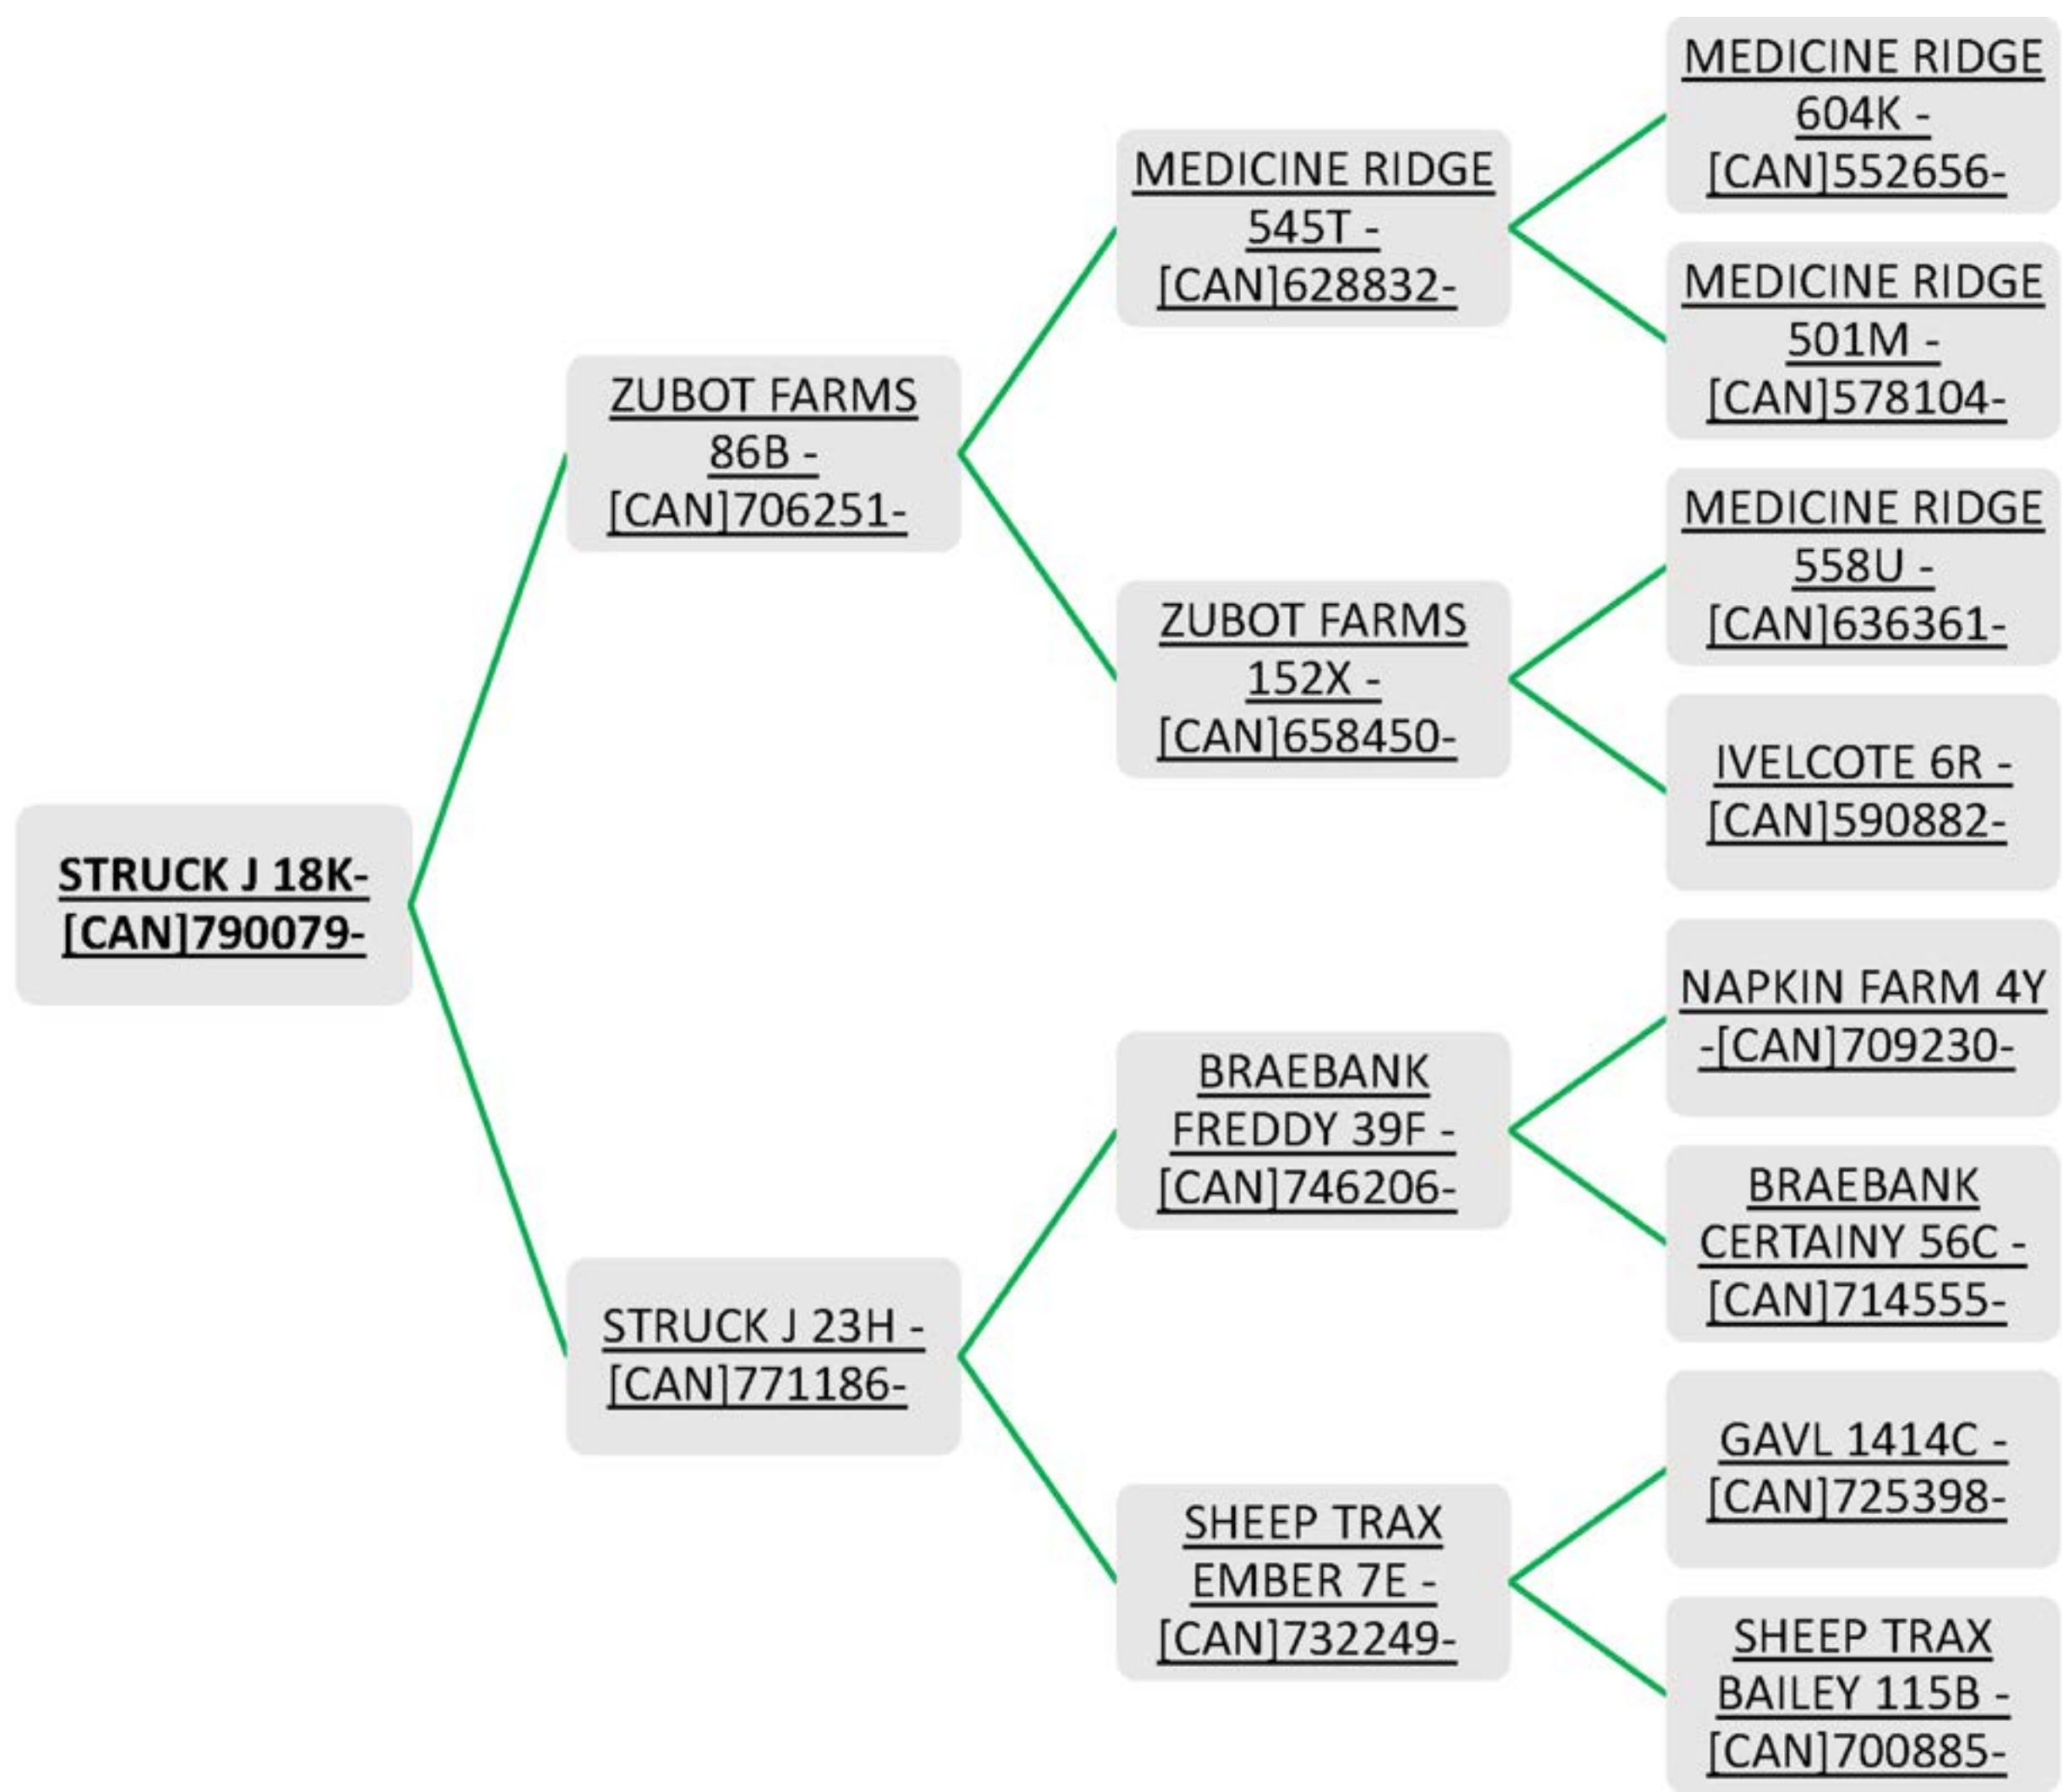 STRUCK J 18K-
[CAN]790079-
ZUBOT FARMS
86B -
[CAN]706251-
STRUCK J 23H -
[CAN]771186-
MEDICINE RIDGE
545T -
[CAN]628832-
ZUBOT FARMS
152X -
[CAN]658450-
BRAEBANK
FREDDY 39F -
[CAN]746206-
SHEEP TRAX
EMBER 7E -
[CAN]732249-
MEDICINE RIDGE
604K -
[CAN]552656-
MEDICINE RIDGE
501M -
[CAN]578104-
MEDICINE RIDGE
558U -
[CAN]636361-
IVELCOTE 6R -
[CAN]590882-
NAPKIN FARM 4Y
-[CAN]709230-
BRAEBANK
CERTAINY 56C -
[CAN]714555-
GAVL 1414C -
[CAN]725398-
SHEEP TRAX
BAILEY 115B -
[CAN]700885-